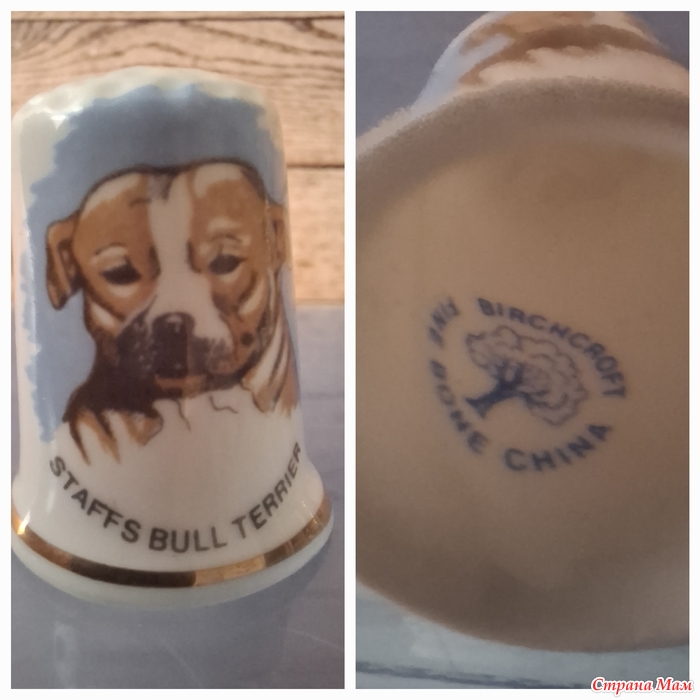 STAFFS BULL TERRIER
BIRCHCROFT
FINE BONE CHINA
Страна Мам